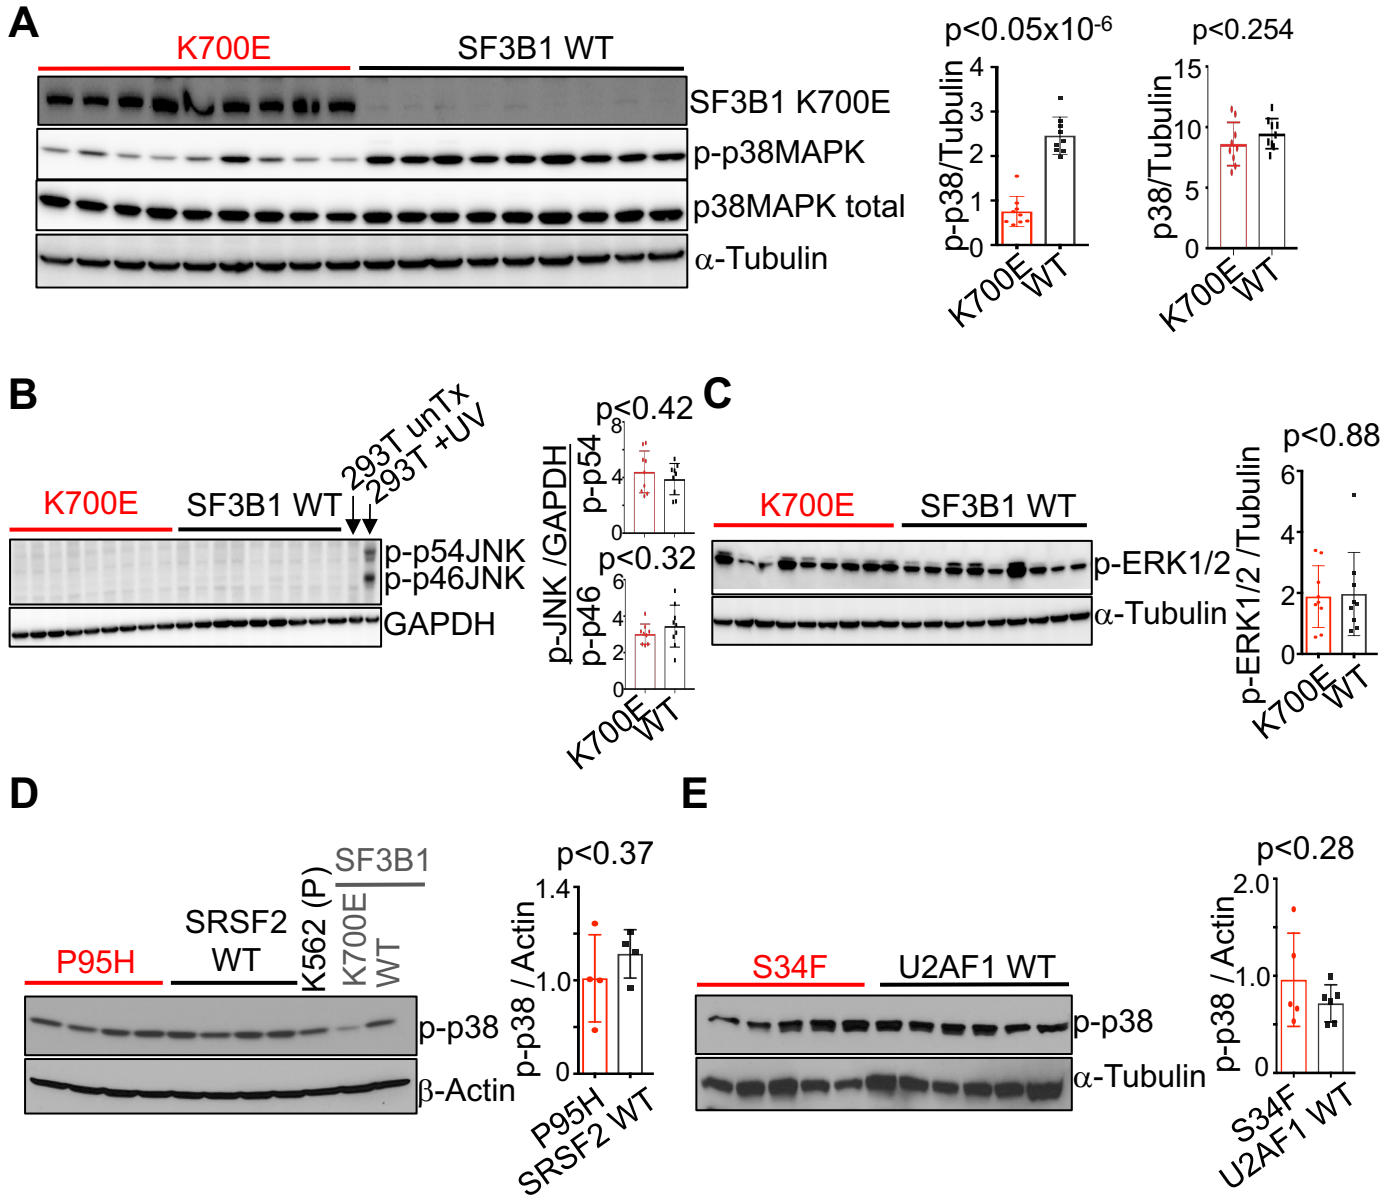 A
K700E
SF3B1 WT
SF3B1 K700E
p-p38MAPK
p38MAPK total
α-Tubulin
p<0.05x10-6
p-p38/Tubulin
4
3
2
1
0
K700E
WT
p<0.254
p38/Tubulin
15
10
5
0
K700E
WT
B
K700E
SF3B1 WT
293T unTx
293T +UV
p-p54JNK
p-p46JNK
GAPDH
p-JNK /GAPDH
p<0.42
p-p54
8
4
0
p<0.32
p-p46
6
4
2
0
K700E
WT
C
K700E
SF3B1 WT
p-ERK1/2
α-Tubulin
p<0.88
p-ERK1/2 /Tubulin
6
4
2
0
K700E
WT
D
P95H
SRSF2
WT
K562 (P)
SF3B1
K700E
WT
p-p38
β-Actin
p<0.37
p-p38 / Actin
1.4
1.0
0
P95H
SRSF2 WT
E
S34F
U2AF1 WT
p-p38
α-Tubulin
p<0.28
p-p38 / Actin
2.0
1.0
0
S34F
U2AF1 WT